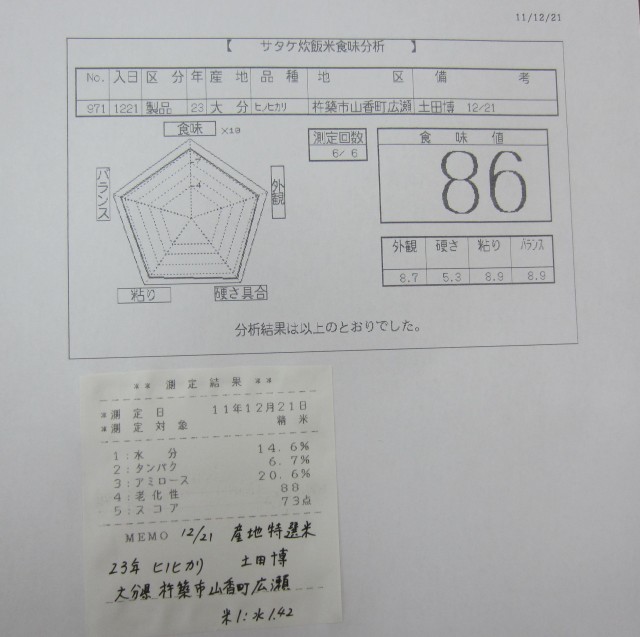 11/12/21
【 サタケ炊飯米食味分析 】
No. 入日 区分 年 産地 品種 地区 備考
971 1221 製品 23 大分 ヒノヒカリ 杵築市山香町広瀬 土田博 12/21
食味 ×10
7
4
バランス
外観
粘り
硬さ具合
測定回数
6/ 6
食味値
86
外観 硬さ 粘り バランス
8.7 5.3 8.9 8.9
分析結果は以上のとおりでした。
** 測定結果 **
*測定日 11年12月21日
*測定対象 精米
1:水分 14.6%
2:タンパク 6.7%
3:アミロース 20.6%
4:老化性 88
5:スコア 73点
MEMO 12/21 産地特選米
23年 ヒノヒカリ 土田博
大分県杵築市山香町広瀬
米1:水1.42